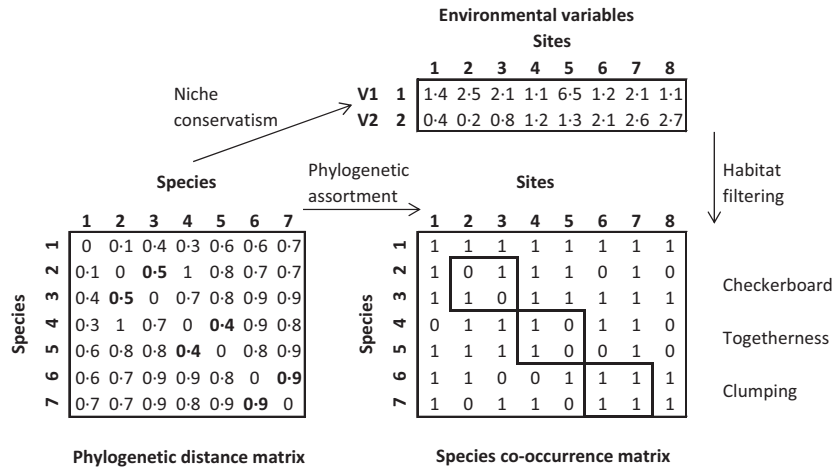 Environmental variables
Sites
1 2 3 4 5 6 7 8
V1 1 1·4 2·5 2·1 1·1 6·5 1·2 2·1 1·1
V2 2 0·4 0·2 0·8 1·2 1·3 2·1 2·6 2·7
Niche
conservatism
Phylogenetic
assortment
Habitat
filtering
Species
1 2 3 4 5 6 7
Species
1 0 0·1 0·4 0·3 0·6 0·6 0·7
2 0·1 0 0·5 1 0·8 0·7 0·7
3 0·4 0·5 0 0·7 0·8 0·9 0·9
4 0·3 1 0·7 0 0·4 0·9 0·8
5 0·6 0·8 0·8 0·4 0 0·8 0·9
6 0·6 0·7 0·9 0·9 0·8 0 0·9
7 0·7 0·7 0·9 0·8 0·9 0·9 0
Phylogenetic distance matrix
Sites
1 2 3 4 5 6 7 8
Species
1 1 1 1 1 1 1 1 1
2 1 0 1 1 1 0 1 0
3 1 1 0 1 1 1 1 1
4 0 1 1 1 0 1 1 0
5 1 1 1 1 0 0 1 0
6 1 1 0 0 1 1 1 1
7 1 0 1 1 0 1 1 1
Checkerboard
Togetherness
Clumping
Species co-occurrence matrix